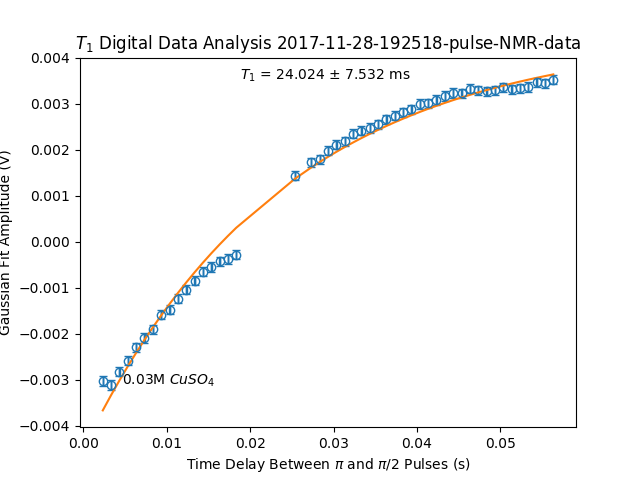 T₁ Digital Data Analysis 2017-11-28-192518-pulse-NMR-data
T₁ = 24.024 ± 7.532 ms
0.004
0.003
0.002
0.001
0.000
−0.001
−0.002
−0.003
−0.004
Gaussian Fit Amplitude (V)
0.03M CuSO₄
0.00 0.01 0.02 0.03 0.04 0.05
Time Delay Between π and π/2 Pulses (s)